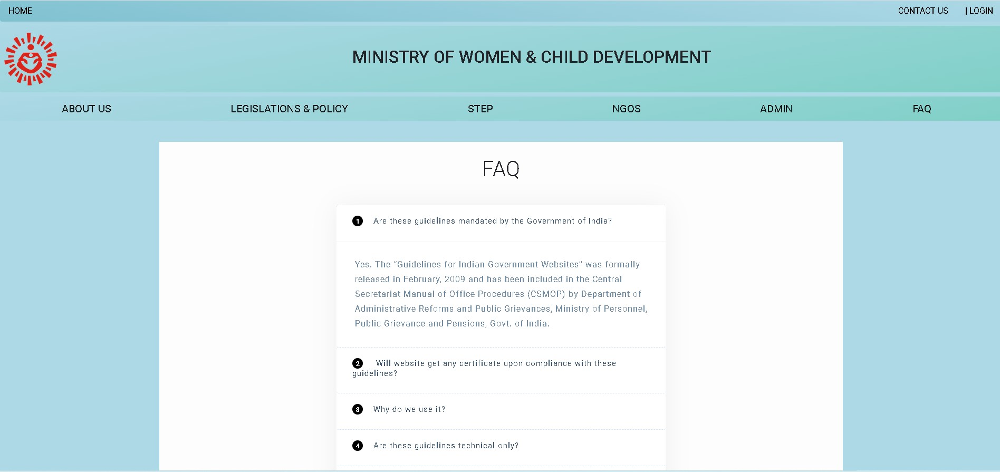 HOME
CONTACT US
| LOGIN
MINISTRY OF WOMEN & CHILD DEVELOPMENT
ABOUT US
LEGISLATIONS & POLICY
STEP
NGOS
ADMIN
FAQ
FAQ
1 Are these guidelines mandated by the Government of India?
Yes. The “Guidelines for Indian Government Websites” was formally
released in February, 2009 and has been included in the Central
Secretariat Manual of Office Procedures (CSMOP) by Department of
Administrative Reforms and Public Grievances, Ministry of Personnel,
Public Grievance and Pensions, Govt. of India.
2 Will website get any certificate upon compliance with these
guidelines?
3 Why do we use it?
4 Are these guidelines technical only?